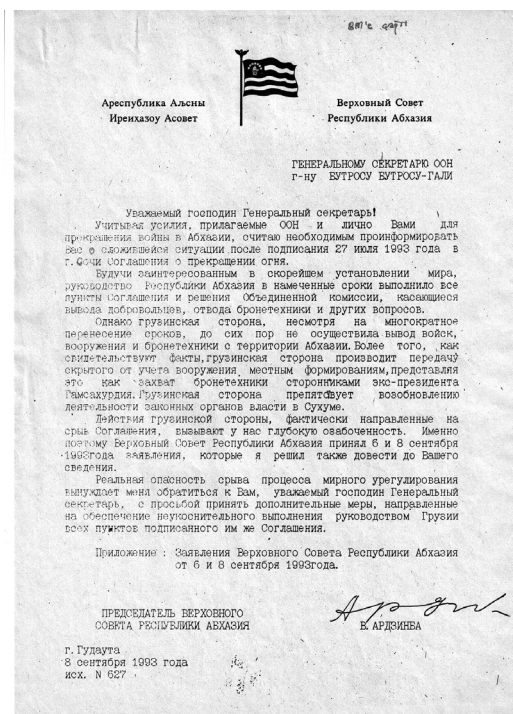 Ареспублика Аҧсны
Иреихаӡоу Асовет
Верховный Совет
Республики Абхазия
ГЕНЕРАЛЬНОМУ СЕКРЕТАРЮ ООН
г-ну БУТРОСУ БУТРОСУ-ГАЛИ
Уважаемый господин Генеральный секретарь!
Учитывая усилия, прилагаемые ООН и лично Вами для
прекращения войны в Абхазии, считаю необходимым проинформировать
Вас о сложившейся ситуации после подписания 27 июля 1993 года в
г.Сочи Соглашения о прекращении огня.
Будучи заинтересованным в скорейшем установлении мира,
руководство Республики Абхазия в намеченные сроки выполнило все
пункты Соглашения и решения Объединенной комиссии, касающиеся
вывода добровольцев, отвода бронетехники и других вопросов.
Однако грузинская сторона, несмотря на многократное
перенесение сроков, до сих пор не осуществила вывод войск,
вооружения и бронетехники с территории Абхазии. Более того, как
свидетельствуют факты, грузинская сторона производит передачу
скрытого от учета вооружения местным формированиям, представляя
это как захват бронетехники сторонниками экс-президента
Гамсахурдия. Грузинская сторона препятствует возобновлению
деятельности законных органов власти в Сухуме.
Действия грузинской стороны, фактически направленные на
срыв Соглашения, вызывают у нас глубокую озабоченность. Именно
поэтому Верховный Совет Республики Абхазия принял 6 и 8 сентября
1993года заявления, которые я решил также довести до Вашего
сведения.
Реальная опасность срыва процесса мирного урегулирования
вынуждает меня обратиться к Вам, уважаемый господин Генеральный
секретарь, с просьбой принять дополнительные меры, направленные
на обеспечение неукоснительного выполнения руководством Грузии
всех пунктов подписанного им же Соглашения.
Приложение : Заявления Верховного Совета Республики Абхазия
от 6 и 8 сентября 1993года.
ПРЕДСЕДАТЕЛЬ ВЕРХОВНОГО
СОВЕТА РЕСПУБЛИКИ АБХАЗИЯ
В. АРДЗИНБА
г.Гудаута
8 сентября 1993 года
исх. N 627